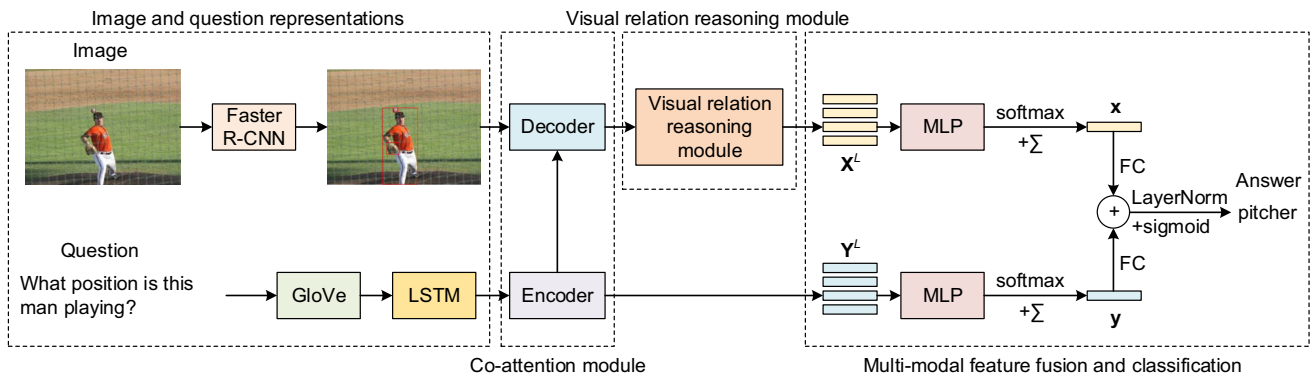 Image and question representations
Visual relation reasoning module
Image
Faster
R-CNN
Decoder
Visual relation
reasoning
module
X^L
MLP
softmax
+∑
x
FC
+
LayerNorm
+sigmoid
Answer
pitcher
Question
What position is this
man playing?
GloVe
LSTM
Encoder
Y^L
MLP
softmax
+∑
FC
y
Co-attention module
Multi-modal feature fusion and classification